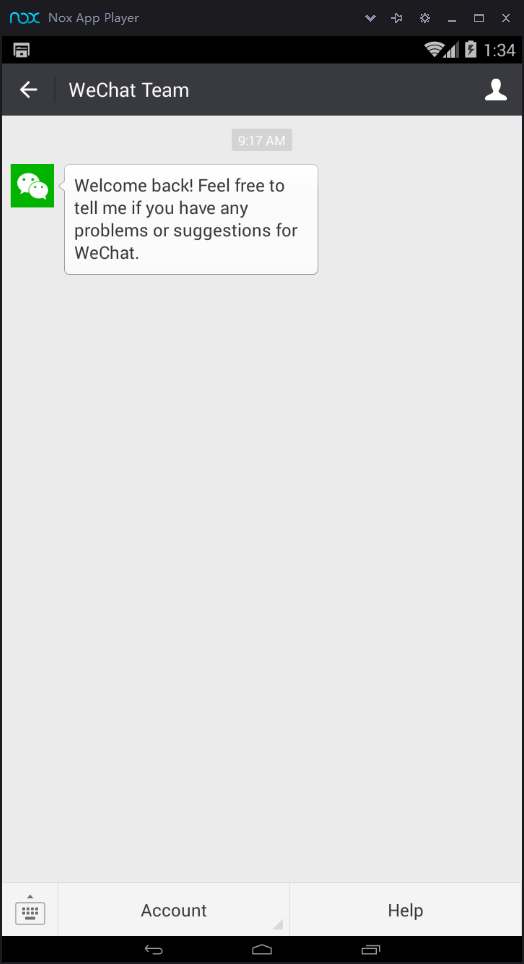 nox Nox App Player
1:34
WeChat Team
9:17 AM
Welcome back! Feel free to
tell me if you have any
problems or suggestions for
WeChat.
Account
Help